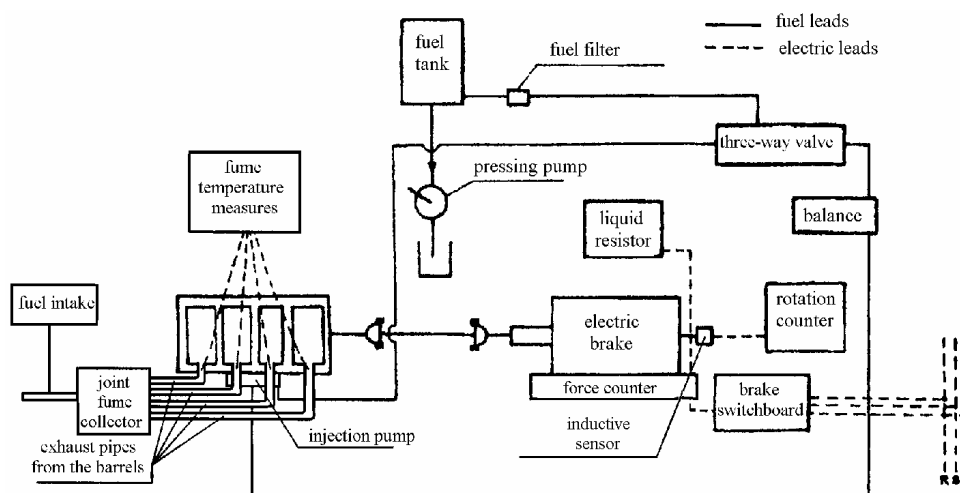 fuel leads
electric leads
fuel
tank
fuel filter
three-way valve
fume
temperature
measures
pressing pump
liquid
resistor
balance
fuel intake
electric
brake
rotation
counter
joint
fume
collector
force counter
brake
switchboard
injection pump
inductive
sensor
exhaust pipes
from the barrels
R S